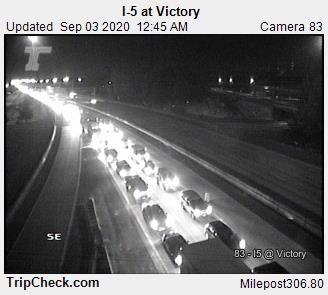 I-5 at Victory
Updated Sep 03 2020 12:45 AM Camera 83
T
SE
83 - I5 @ Victory
TripCheck.com Milepost306.80